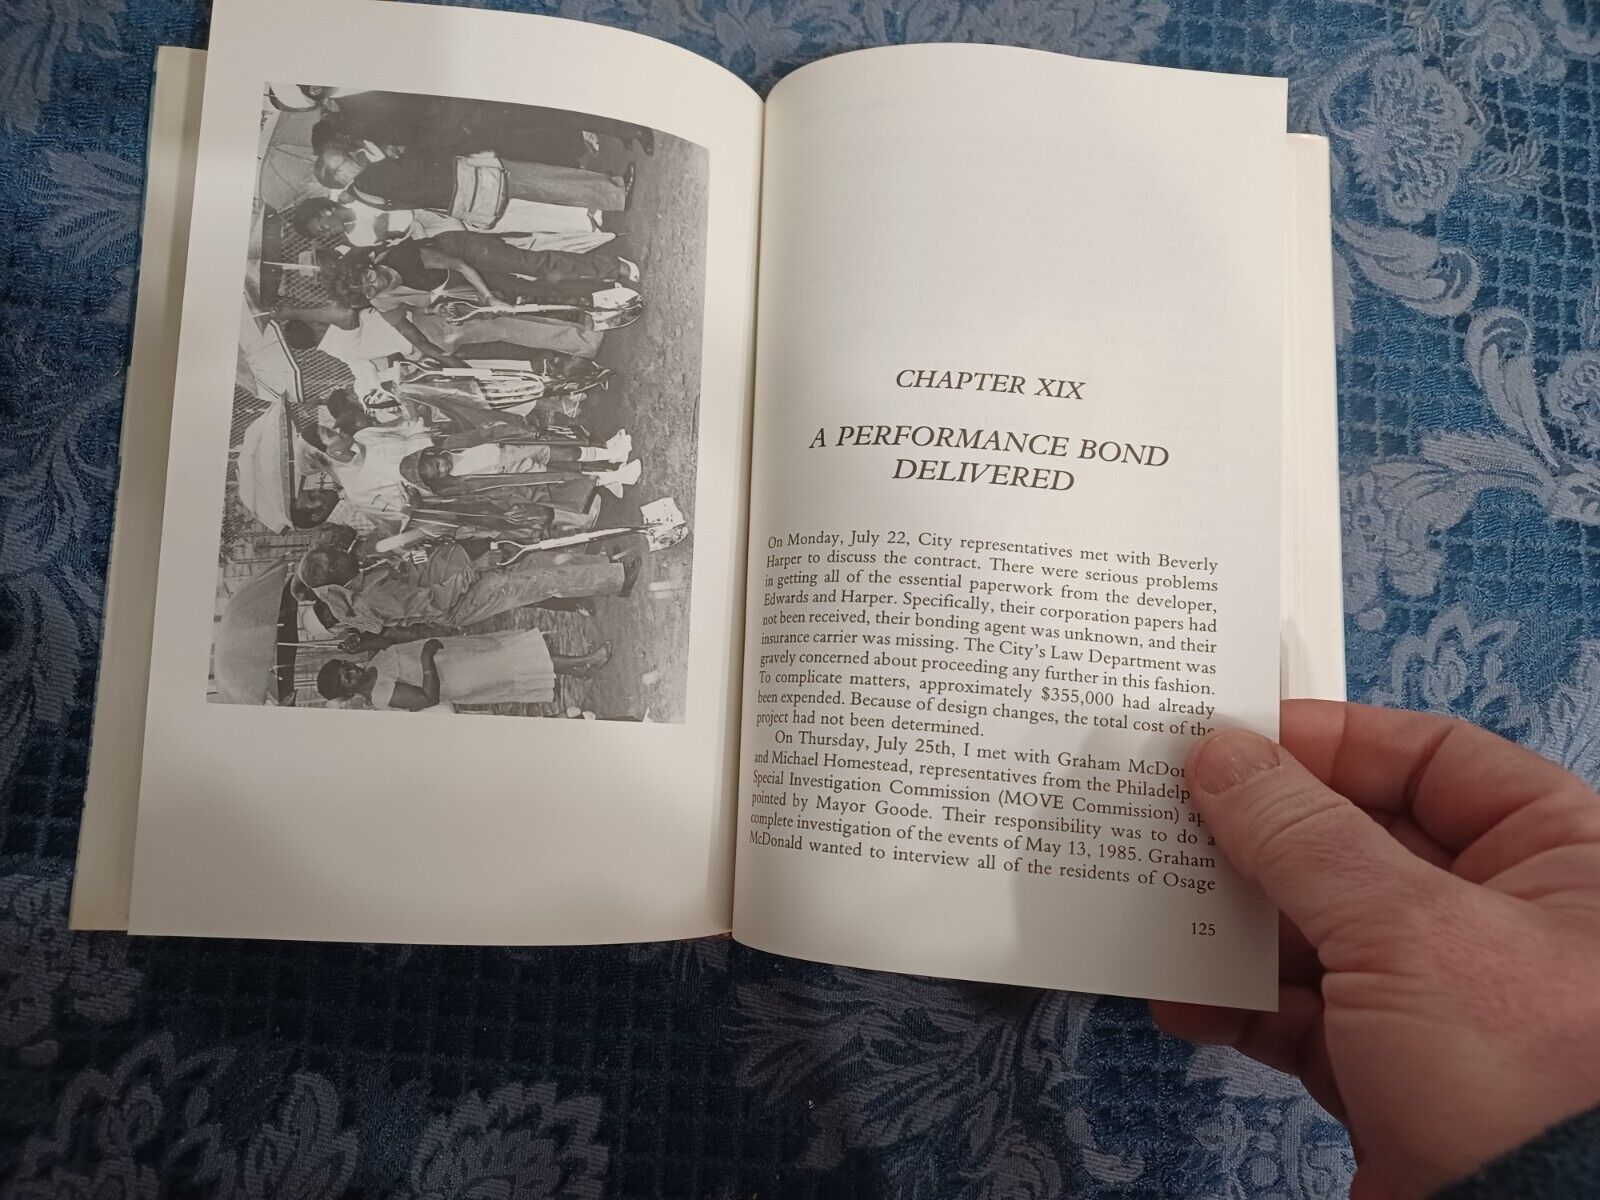 CHAPTER XIX
A PERFORMANCE BOND
DELIVERED
On Monday, July 22, City representatives met with Beverly
Harper to discuss the contract. There were serious problems
in getting all of the essential paperwork from the developer,
Edwards and Harper. Specifically, their corporation papers had
not been received, their bonding agent was unknown, and their
insurance carrier was missing. The City's Law Department was
gravely concerned about proceeding any further in this fashion.
To complicate matters, approximately $355,000 had already
been expended. Because of design changes, the total cost of the
project had not been determined.
On Thursday, July 25th, I met with Graham McDon
and Michael Homestead, representatives from the Philadelp
Special Investigation Commission (MOVE Commission) ap
pointed by Mayor Goode. Their responsibility was to do a
complete investigation of the events of May 13, 1985. Graham
McDonald wanted to interview all of the residents of Osage
125